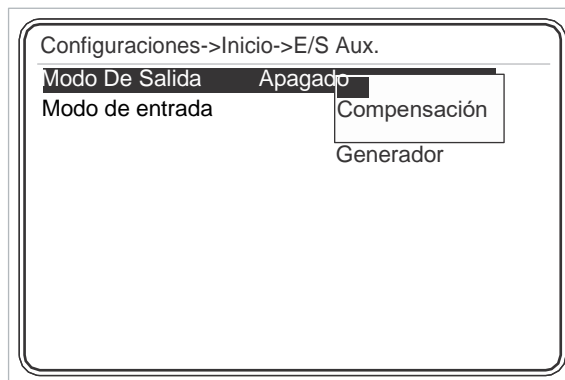 Configuraciones->Inicio->E/S Aux.
Modo De Salida Apagado
Modo de entrada
Compensación
Generador